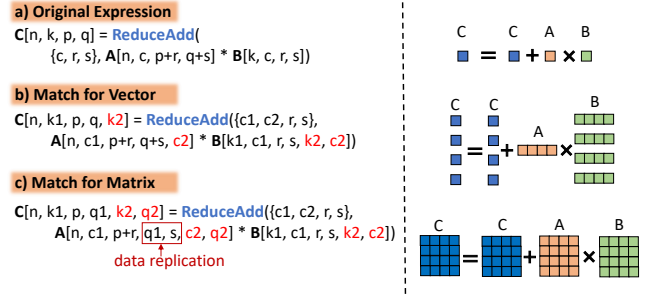 a) Original Expression
C[n, k, p, q] = ReduceAdd(
{c, r, s}, A[n, c, p+r, q+s] * B[k, c, r, s])
b) Match for Vector
C[n, k1, p, q, k2] = ReduceAdd({c1, c2, r, s},
A[n, c1, p+r, q+s, c2] * B[k1, c1, r, s, k2, c2])
c) Match for Matrix
C[n, k1, p, q1, k2, q2] = ReduceAdd({c1, c2, r, s},
A[n, c1, p+r, q1, s, c2, q2] * B[k1, c1, r, s, k2, c2])
data replication
C C A B
= + ×
C C A B
= + ×
C C A B
= + ×